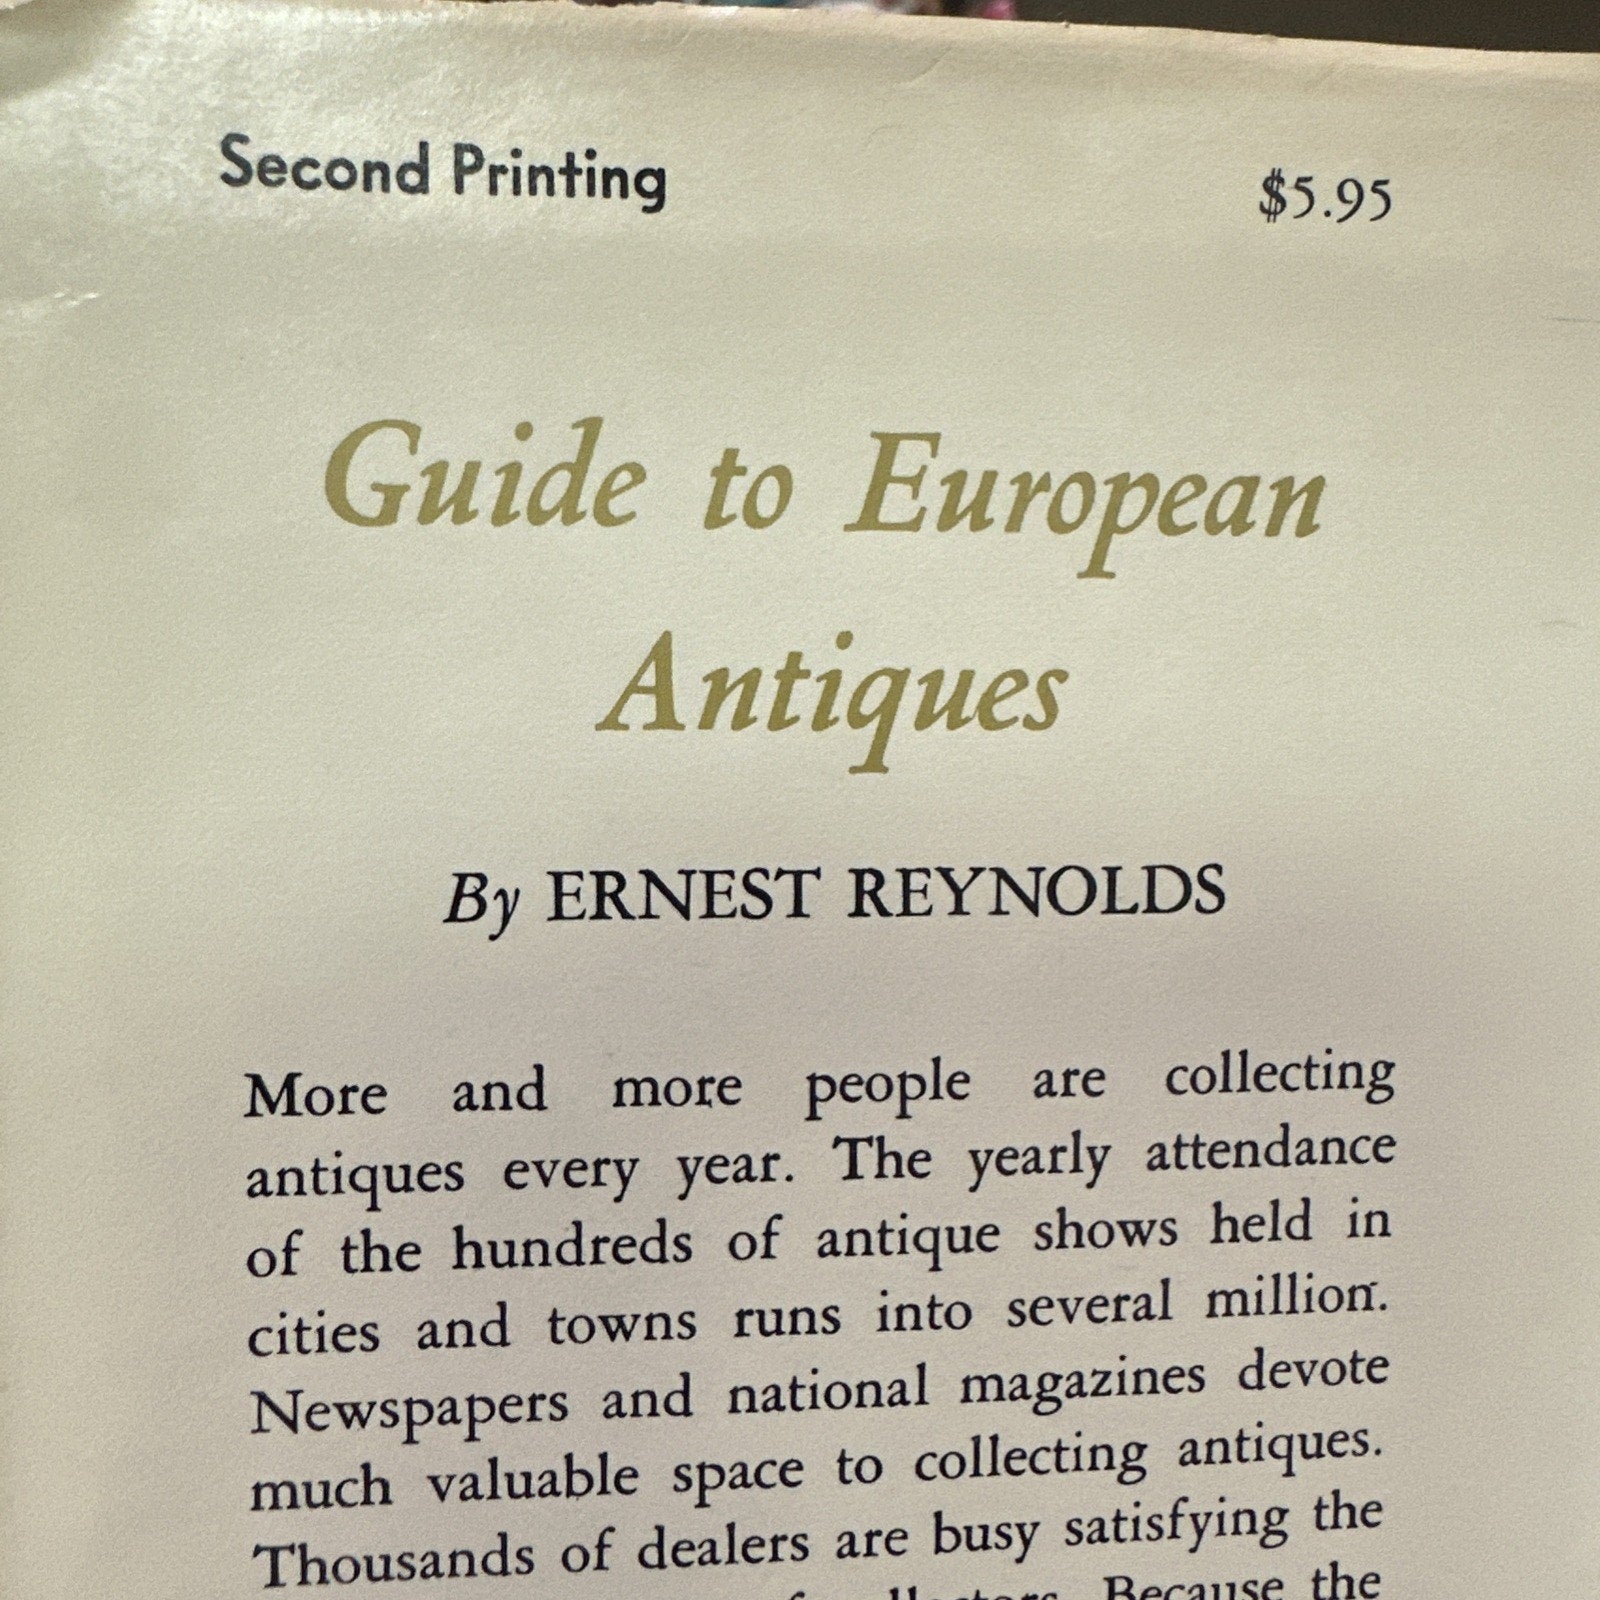 Second Printing
$5.95
Guide to European
Antiques
By ERNEST REYNOLDS
More and more people are collecting
antiques every year. The yearly attendance
of the hundreds of antique shows held in
cities and towns runs into several million.
Newspapers and national magazines devote
much valuable space to collecting antiques.
Thousands of dealers are busy satisfying the
Because the